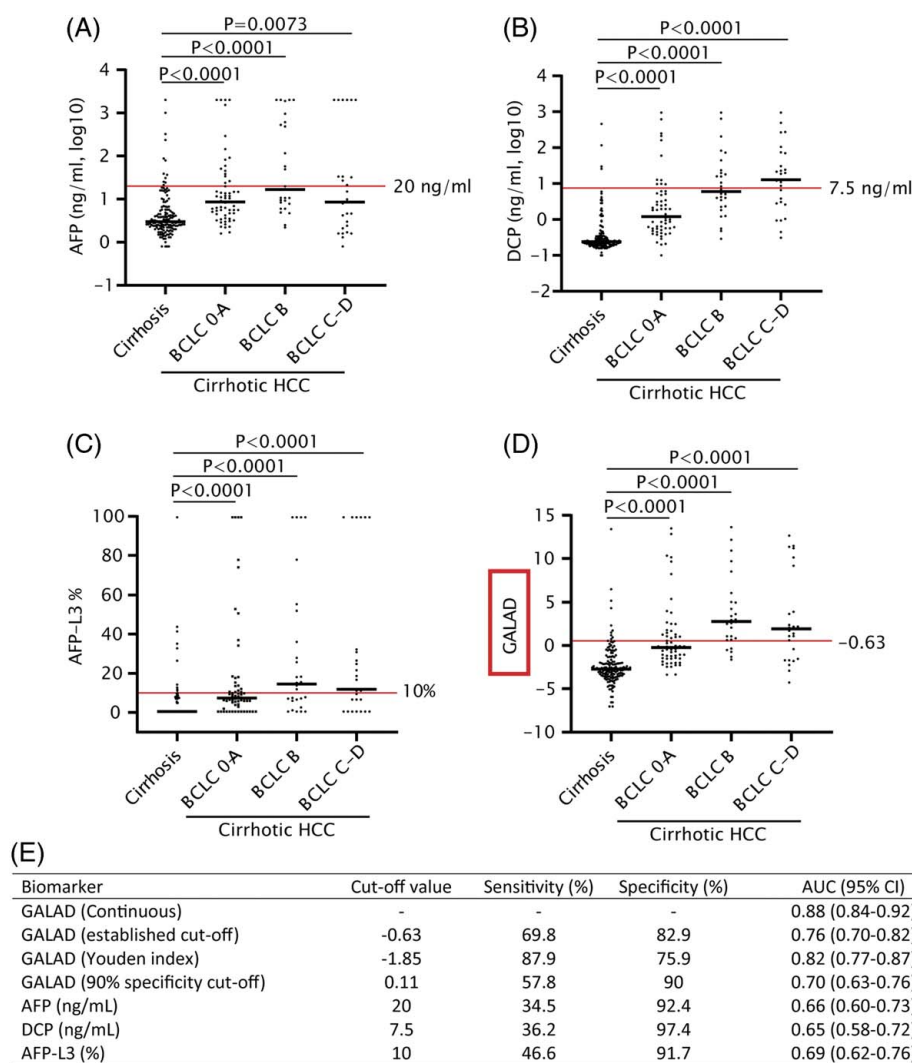 (A)
P=0.0073
P<0.0001
P<0.0001
AFP (ng/ml, log10)
4
3
2
1
0
−1
20 ng/ml
Cirrhosis
BCLC 0-A
BCLC B
BCLC C-D
Cirrhotic HCC
(B)
P<0.0001
P<0.0001
P<0.0001
DCP (ng/ml, log10)
4
3
2
1
0
−1
−2
7.5 ng/ml
Cirrhosis
BCLC 0-A
BCLC B
BCLC C-D
Cirrhotic HCC
(C)
P<0.0001
P<0.0001
P<0.0001
AFP-L3 %
100
80
60
40
20
0
10%
Cirrhosis
BCLC 0-A
BCLC B
BCLC C-D
Cirrhotic HCC
(D)
P<0.0001
P<0.0001
P<0.0001
GALAD
15
10
5
0
−5
−10
−0.63
Cirrhosis
BCLC 0-A
BCLC B
BCLC C-D
Cirrhotic HCC
(E)
Biomarker Cut-off value Sensitivity (%) Specificity (%) AUC (95% CI)
GALAD (Continuous) - - - 0.88 (0.84-0.92)
GALAD (established cut-off) -0.63 69.8 82.9 0.76 (0.70-0.82)
GALAD (Youden index) -1.85 87.9 75.9 0.82 (0.77-0.87)
GALAD (90% specificity cut-off) 0.11 57.8 90 0.70 (0.63-0.76)
AFP (ng/mL) 20 34.5 92.4 0.66 (0.60-0.73)
DCP (ng/mL) 7.5 36.2 97.4 0.65 (0.58-0.72)
AFP-L3 (%) 10 46.6 91.7 0.69 (0.62-0.76)